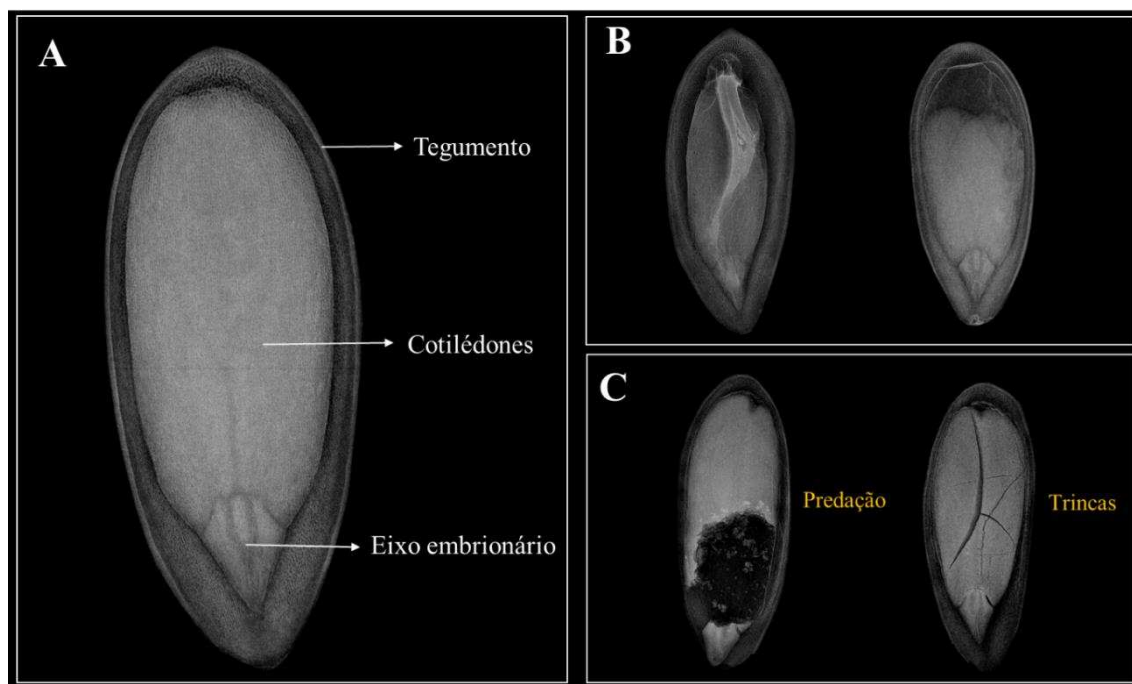 A
Tegumento
Cotilédones
Eixo embrionário
B
C
Predação
Trincas